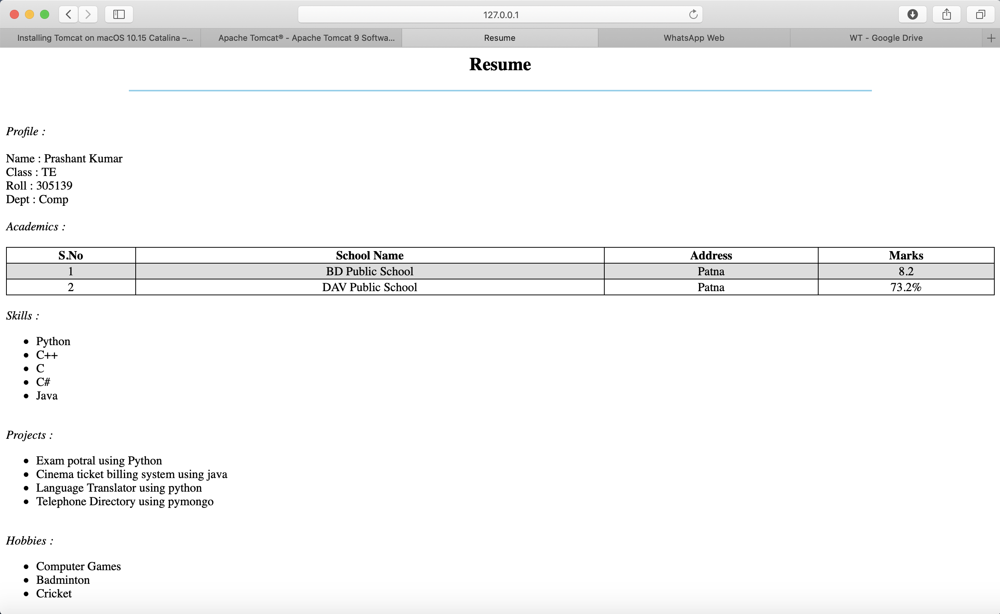 127.0.0.1
Installing Tomcat on macOS 10.15 Catalina –... Apache Tomcat® - Apache Tomcat 9 Softwa... Resume WhatsApp Web WT - Google Drive
Resume
Profile :
Name : Prashant Kumar
Class : TE
Roll : 305139
Dept : Comp
Academics :
S.No School Name Address Marks
1 BD Public School Patna 8.2
2 DAV Public School Patna 73.2%
Skills :
Python
C++
C
C#
Java
Projects :
Exam potral using Python
Cinema ticket billing system using java
Language Translator using python
Telephone Directory using pymongo
Hobbies :
Computer Games
Badminton
Cricket